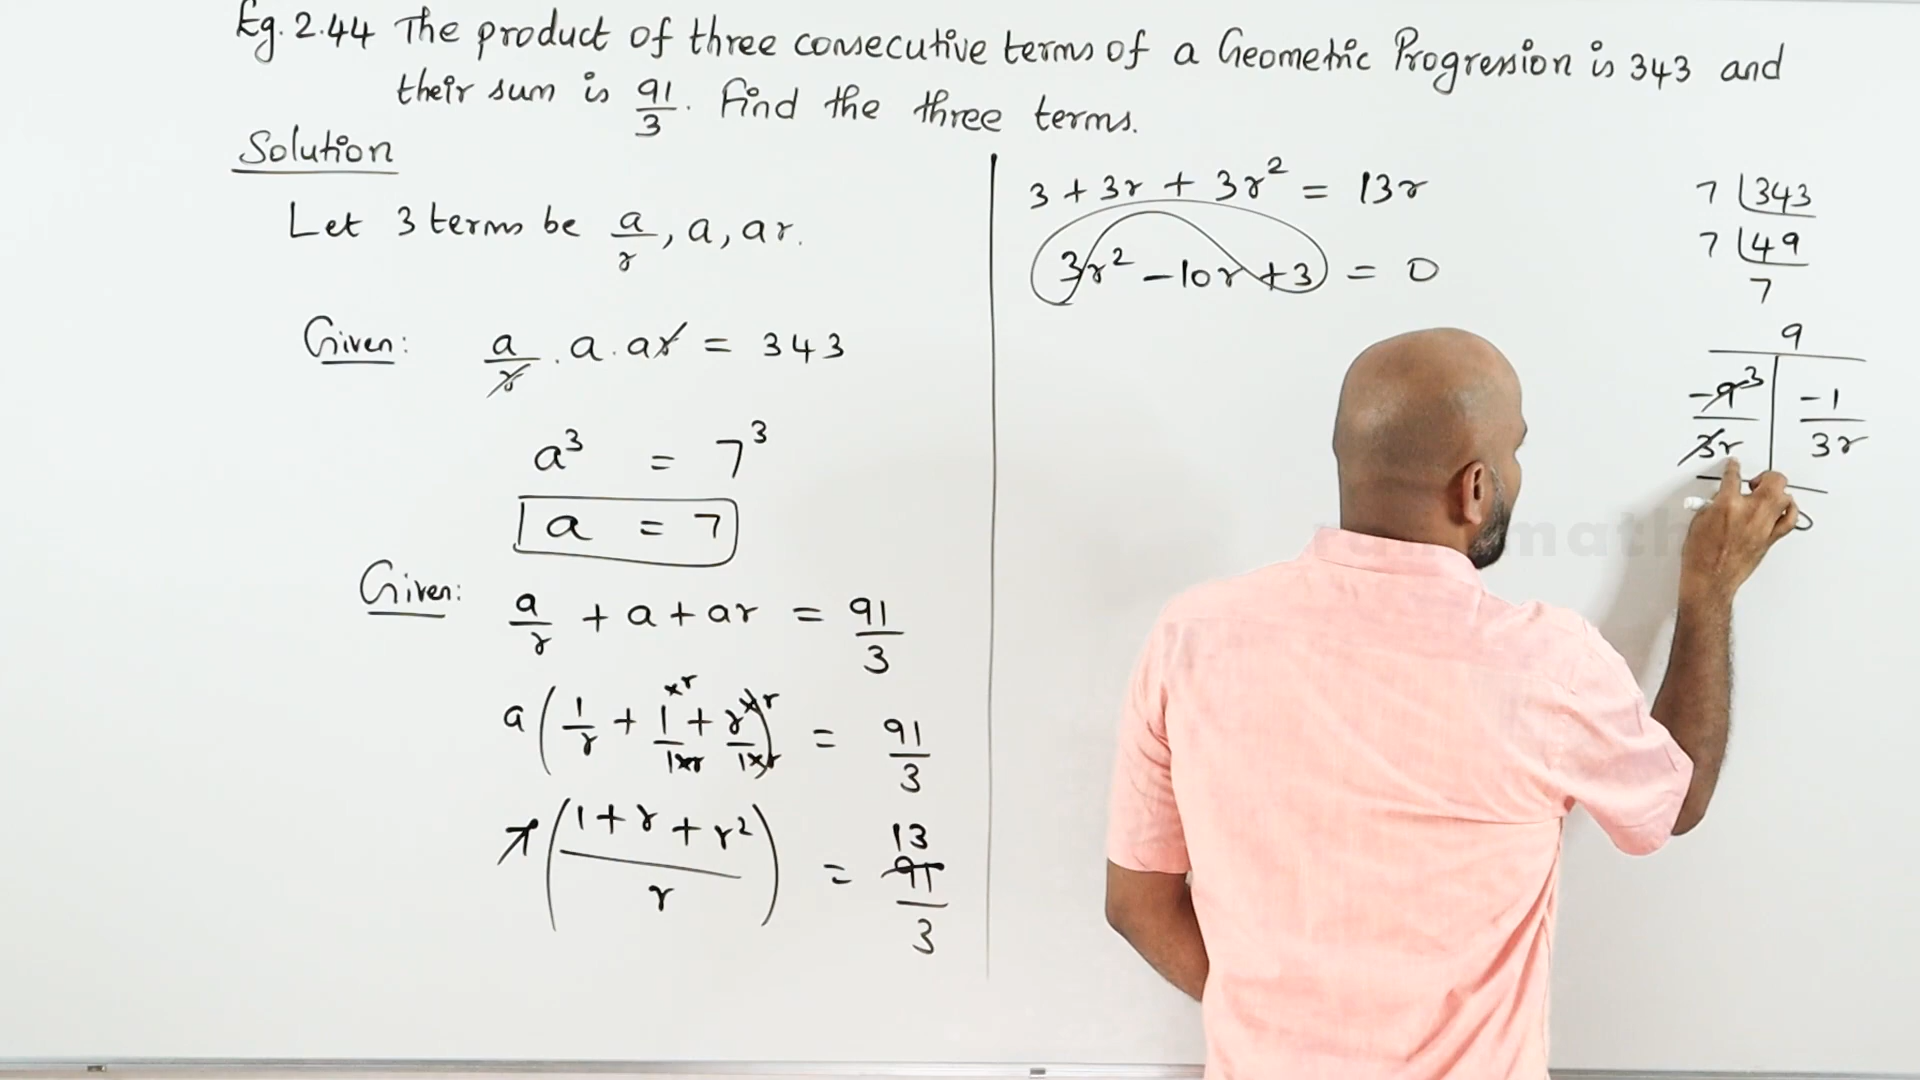 Eg. 2.44 The product of three consecutive terms of a Geometric Progression is 343 and
their sum is 91/3. Find the three terms.
Solution
Let 3 terms be a/r, a, ar.
Given: a/r . a . ar = 343
a³ = 7³
a = 7
Given: a/r + a + ar = 91/3
a(1/r + 1×r/1×r + r×r/1×r) = 91/3
7((1 + r + r²)/r) = 13 91/3
3 + 3r + 3r² = 13r
3r² - 10r + 3 = 0
7 | 343
7 | 49
7
9
-9 3/3r | -1/3r
math